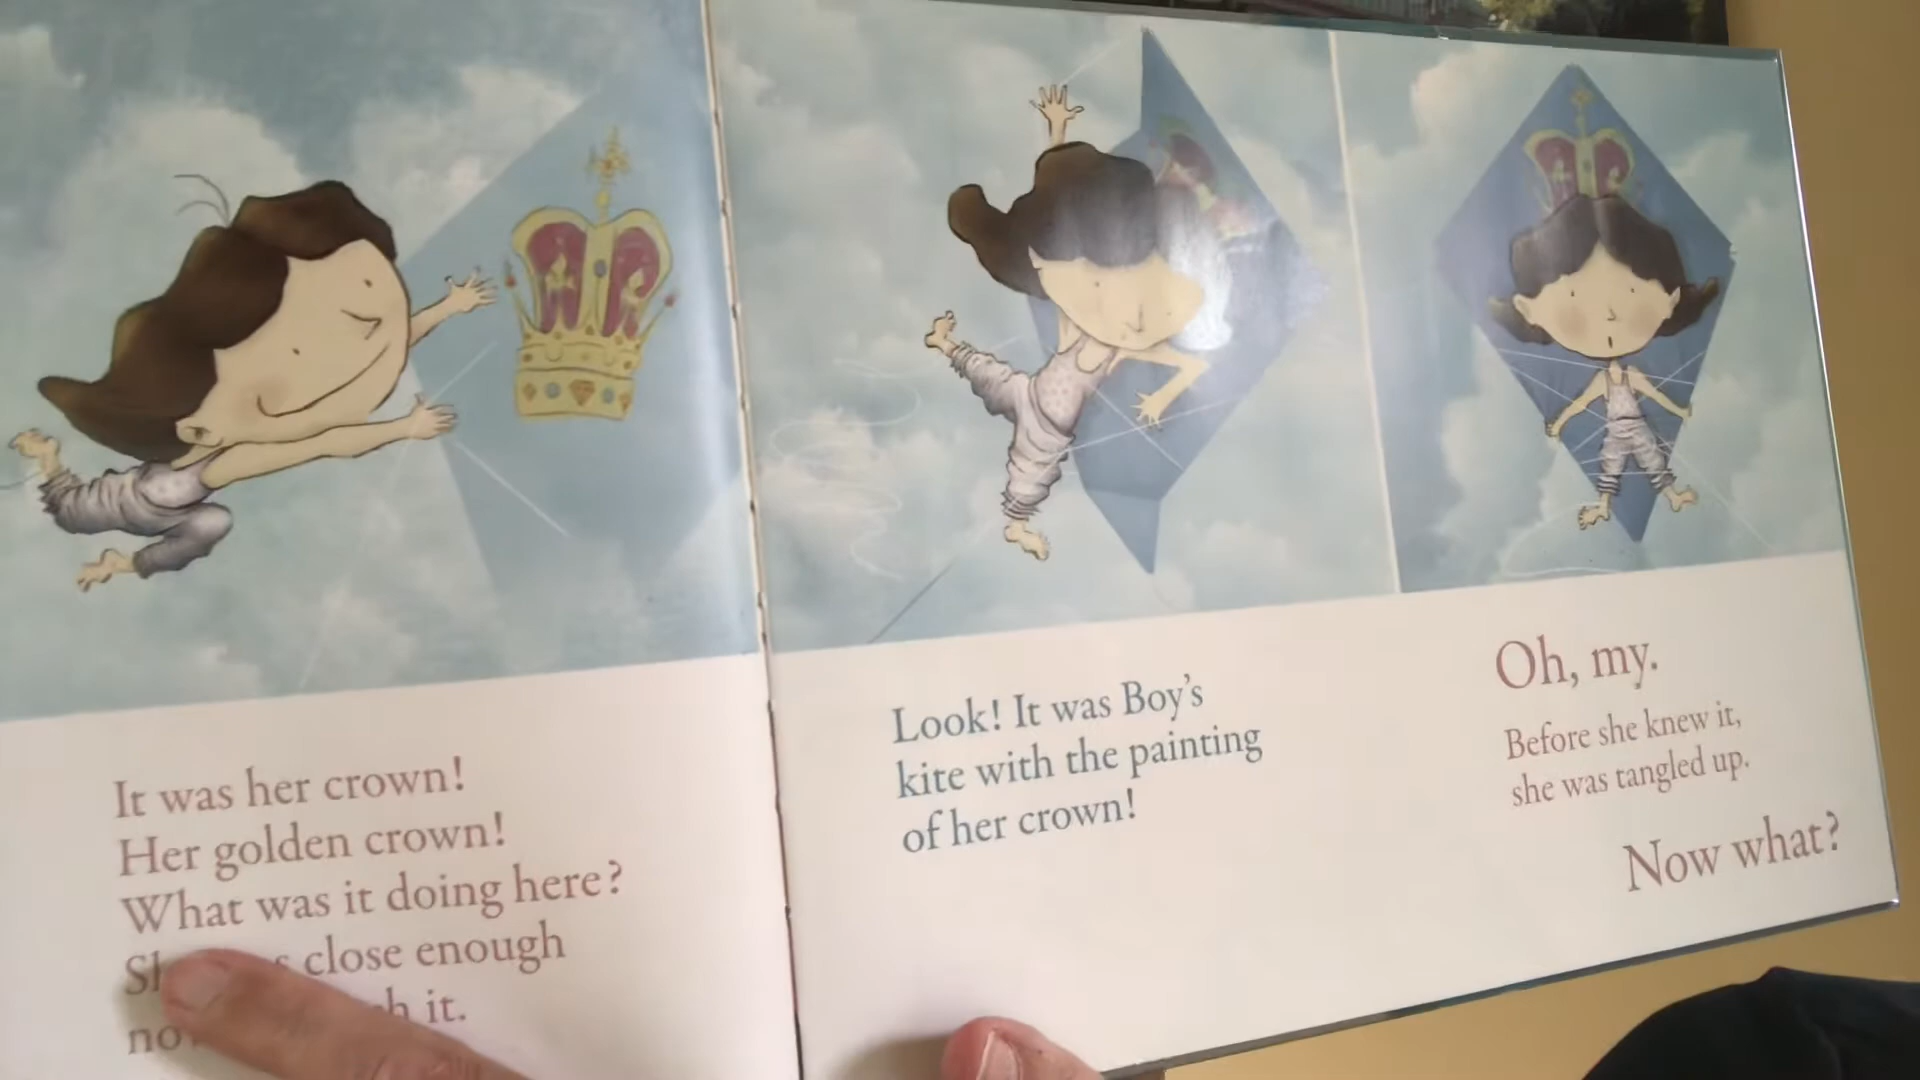 It was her crown!
Her golden crown!
What was it doing here?
close enough
it.
Look! It was Boy's
kite with the painting
of her crown!
Oh, my.
Before she knew it,
she was tangled up.
Now what?